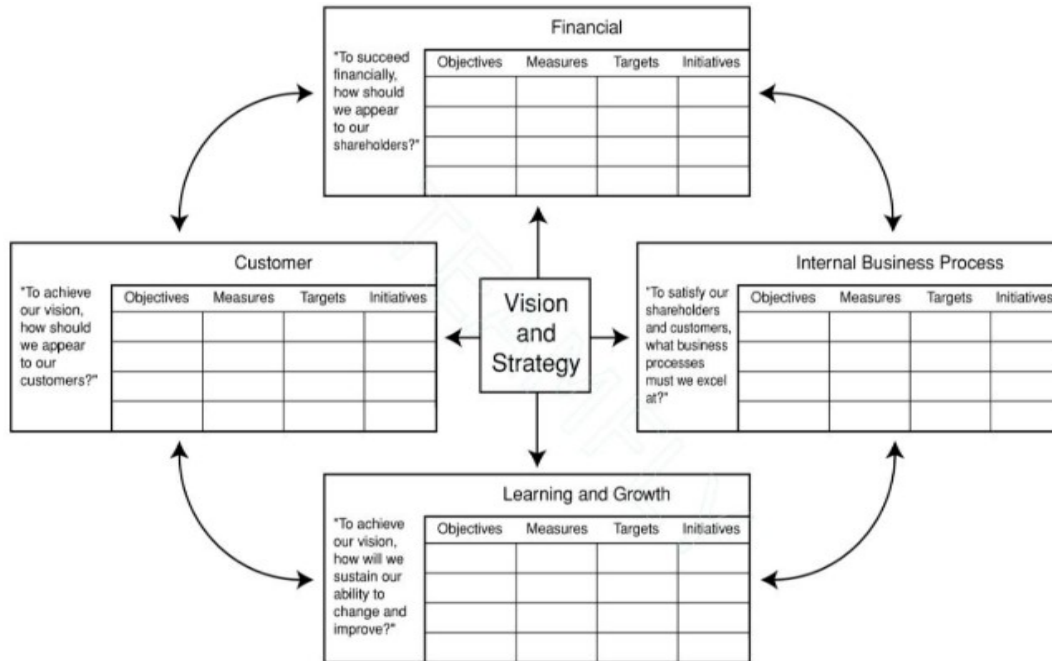 Financial
"To succeed
financially,
how should
we appear
to our
shareholders?"
Objectives Measures Targets Initiatives
Customer
"To achieve
our vision,
how should
we appear
to our
customers?"
Objectives Measures Targets Initiatives
Vision
and
Strategy
Internal Business Process
"To satisfy our
shareholders
and customers,
what business
processes
must we excel
at?"
Objectives Measures Targets Initiatives
Learning and Growth
"To achieve
our vision,
how will we
sustain our
ability to
change and
improve?"
Objectives Measures Targets Initiatives
TEAMFLY